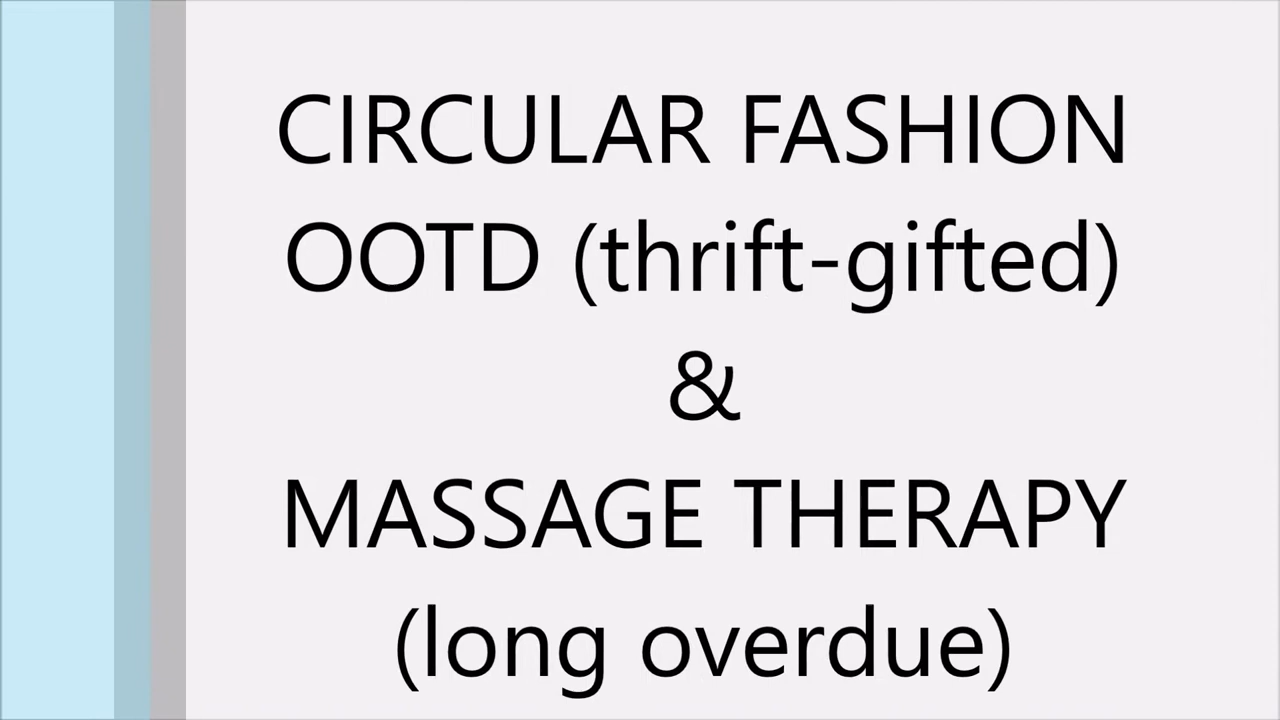 CIRCULAR FASHION
OOTD (thrift-gifted)
&
MASSAGE THERAPY
(long overdue)